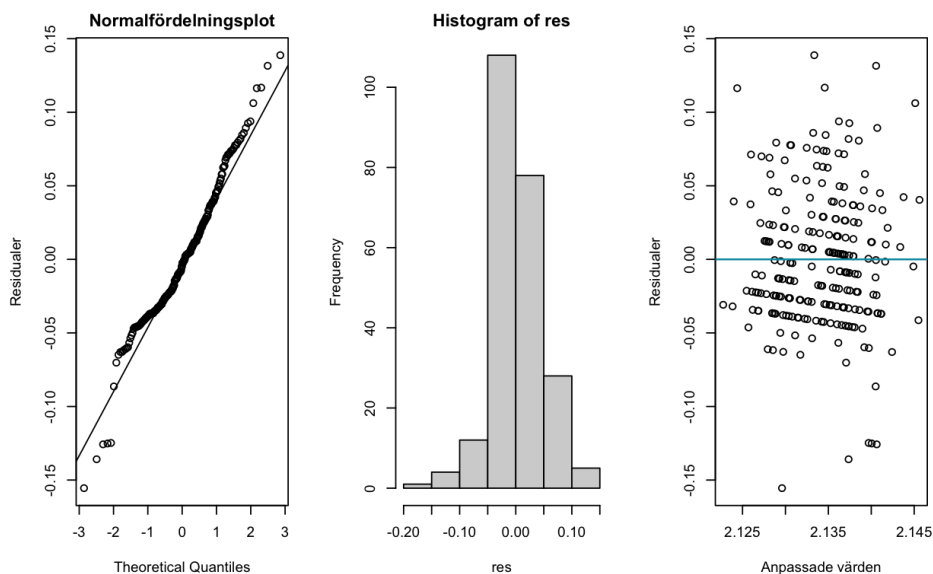 Normalfördelningsplot
Residualer
0.15
0.10
0.05
0.00
-0.05
-0.10
-0.15
-3 -2 -1 0 1 2 3
Theoretical Quantiles
Histogram of res
Frequency
100
80
60
40
20
0
-0.20 -0.10 0.00 0.10
res
Residualer
0.15
0.10
0.05
0.00
-0.05
-0.10
-0.15
2.125 2.135 2.145
Anpassade värden